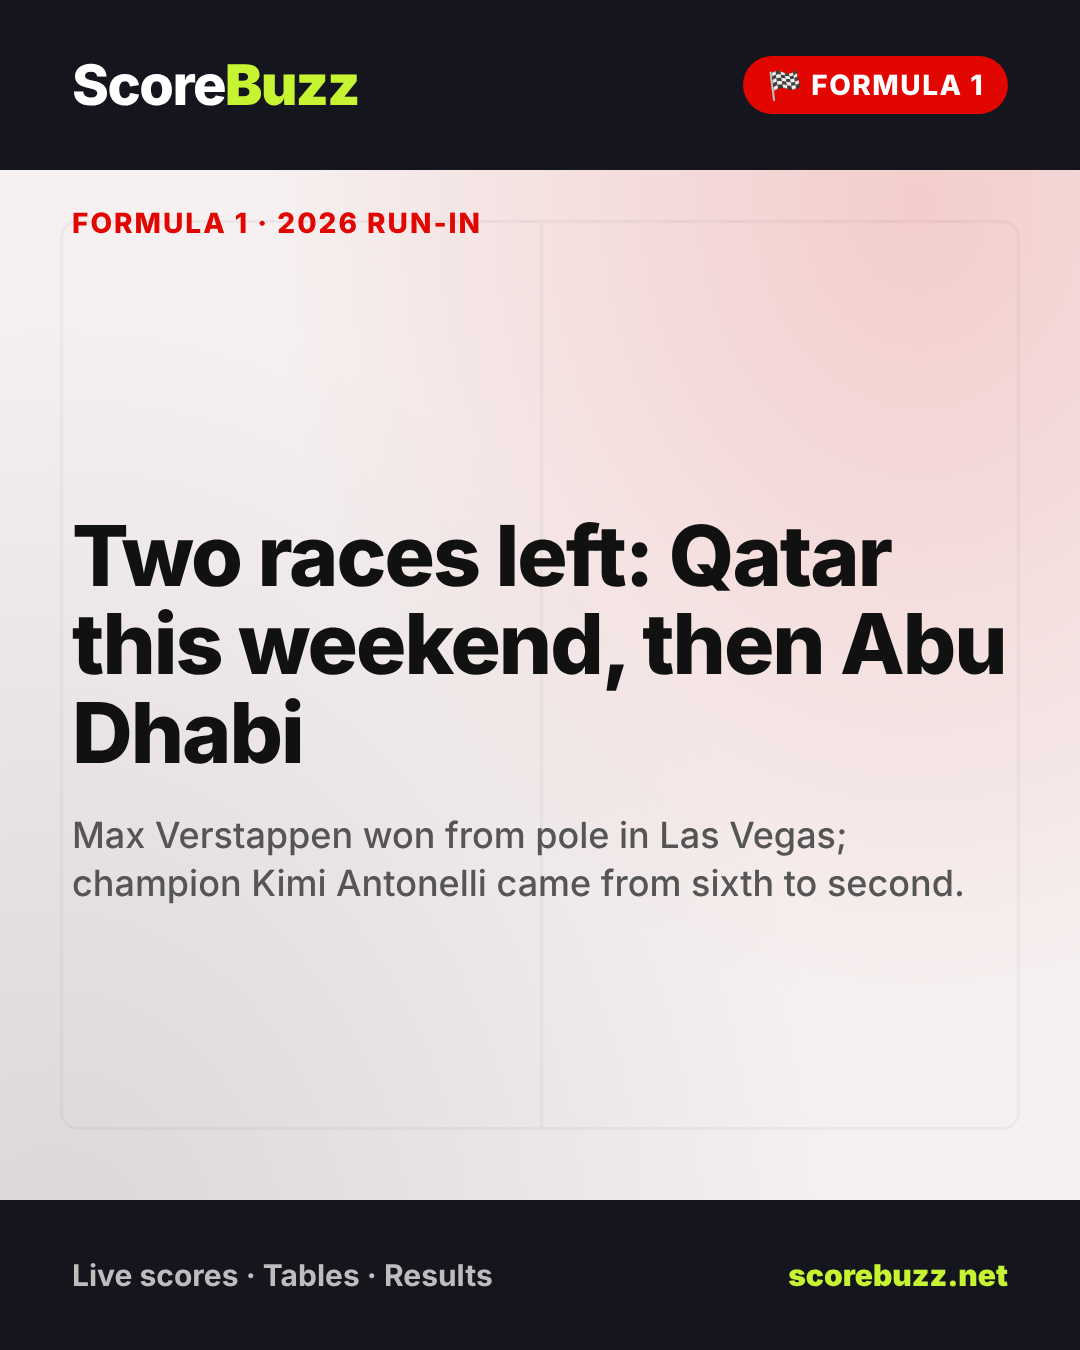 ScoreBuzz
🏁 FORMULA 1
FORMULA 1 · 2026 RUN-IN
Two races left: Qatar
this weekend, then Abu
Dhabi
Max Verstappen won from pole in Las Vegas;
champion Kimi Antonelli came from sixth to second.
Live scores · Tables · Results
scorebuzz.net